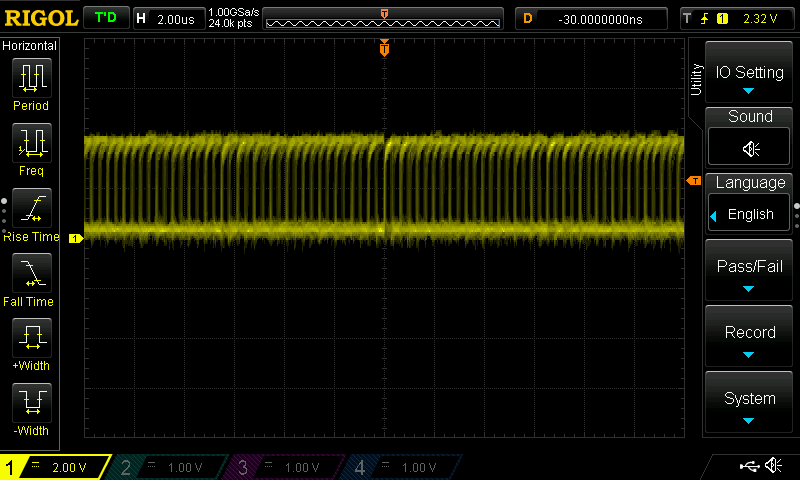 RIGOL T'D H 2.00us 1.00GSa/s 24.0k pts T D -30.0000000ns T 1 2.32 V
Horizontal
T
Period
Freq
Rise Time
Fall Time
+Width
-Width
1
T
Utility
IO Setting
Sound
Language
English
Pass/Fail
Record
System
1 2.00 V 2 1.00 V 3 1.00 V 4 1.00 V